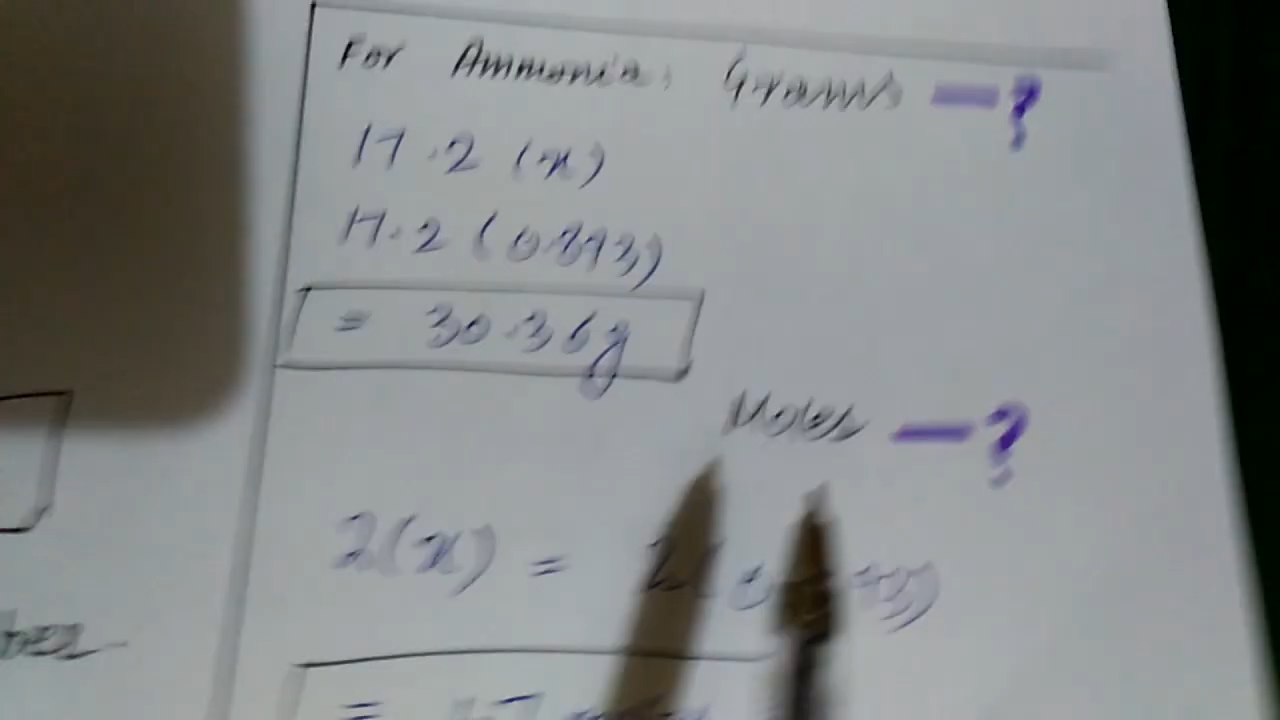 For Ammonia: Grams — ?
17.2 (x)
17.2 (0.893)
= 30.36g
Moles — ?
2(x) =
=